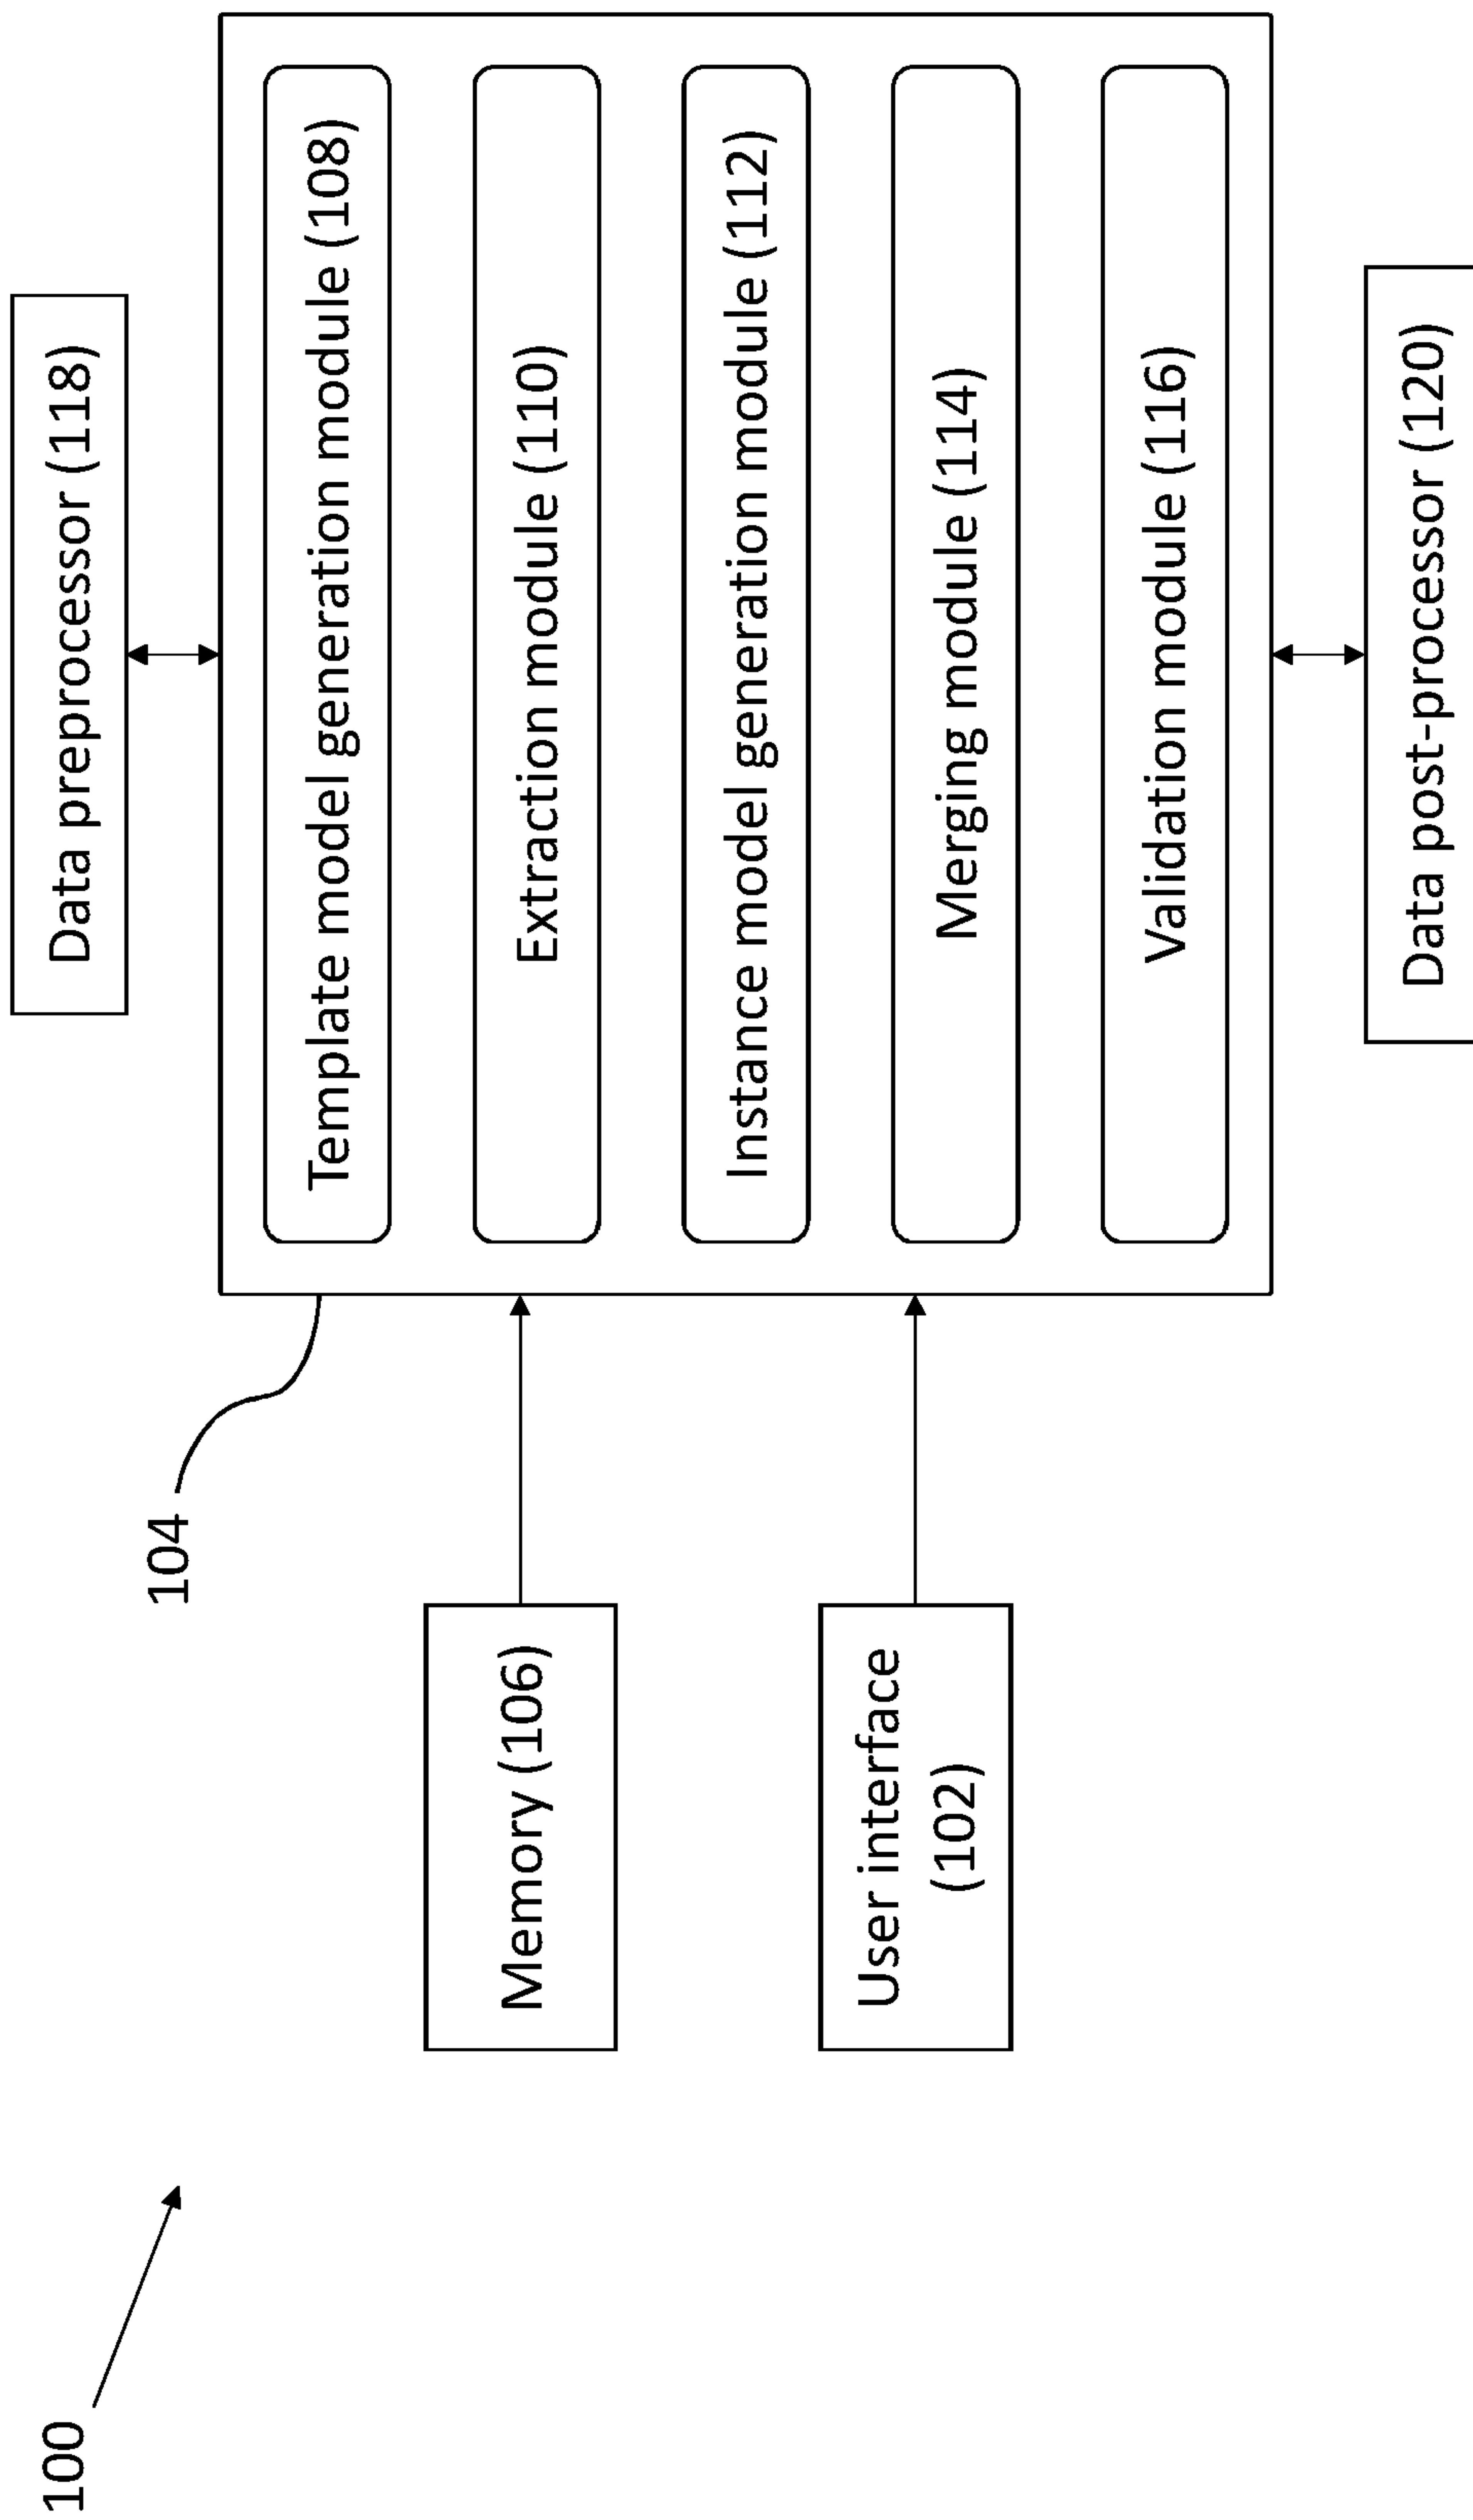 100
104
Data preprocessor (118)
Template model generation module (108)
Extraction module (110)
Instance model generation module (112)
Merging module (114)
Validation module (116)
Memory (106)
User interface
(102)
Data post-processor (120)